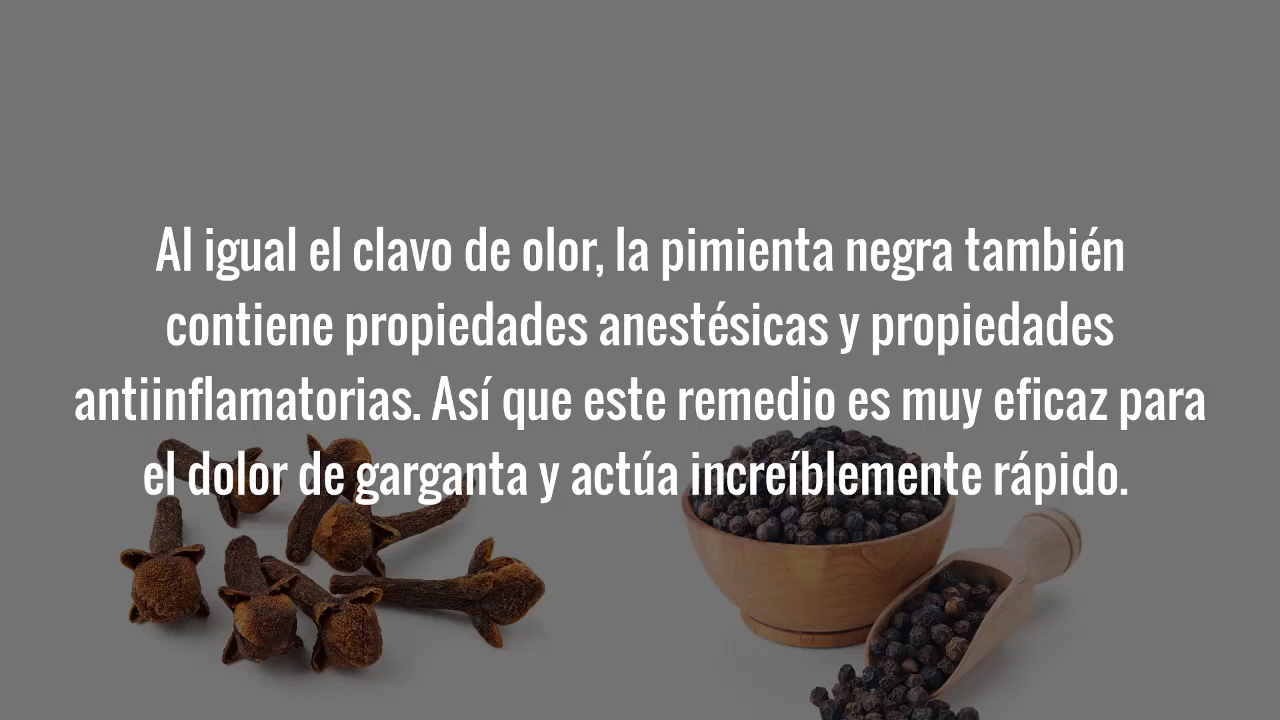 Al igual el clavo de olor, la pimienta negra también
contiene propiedades anestésicas y propiedades
antiinflamatorias. Así que este remedio es muy eficaz para
el dolor de garganta y actúa increíblemente rápido.